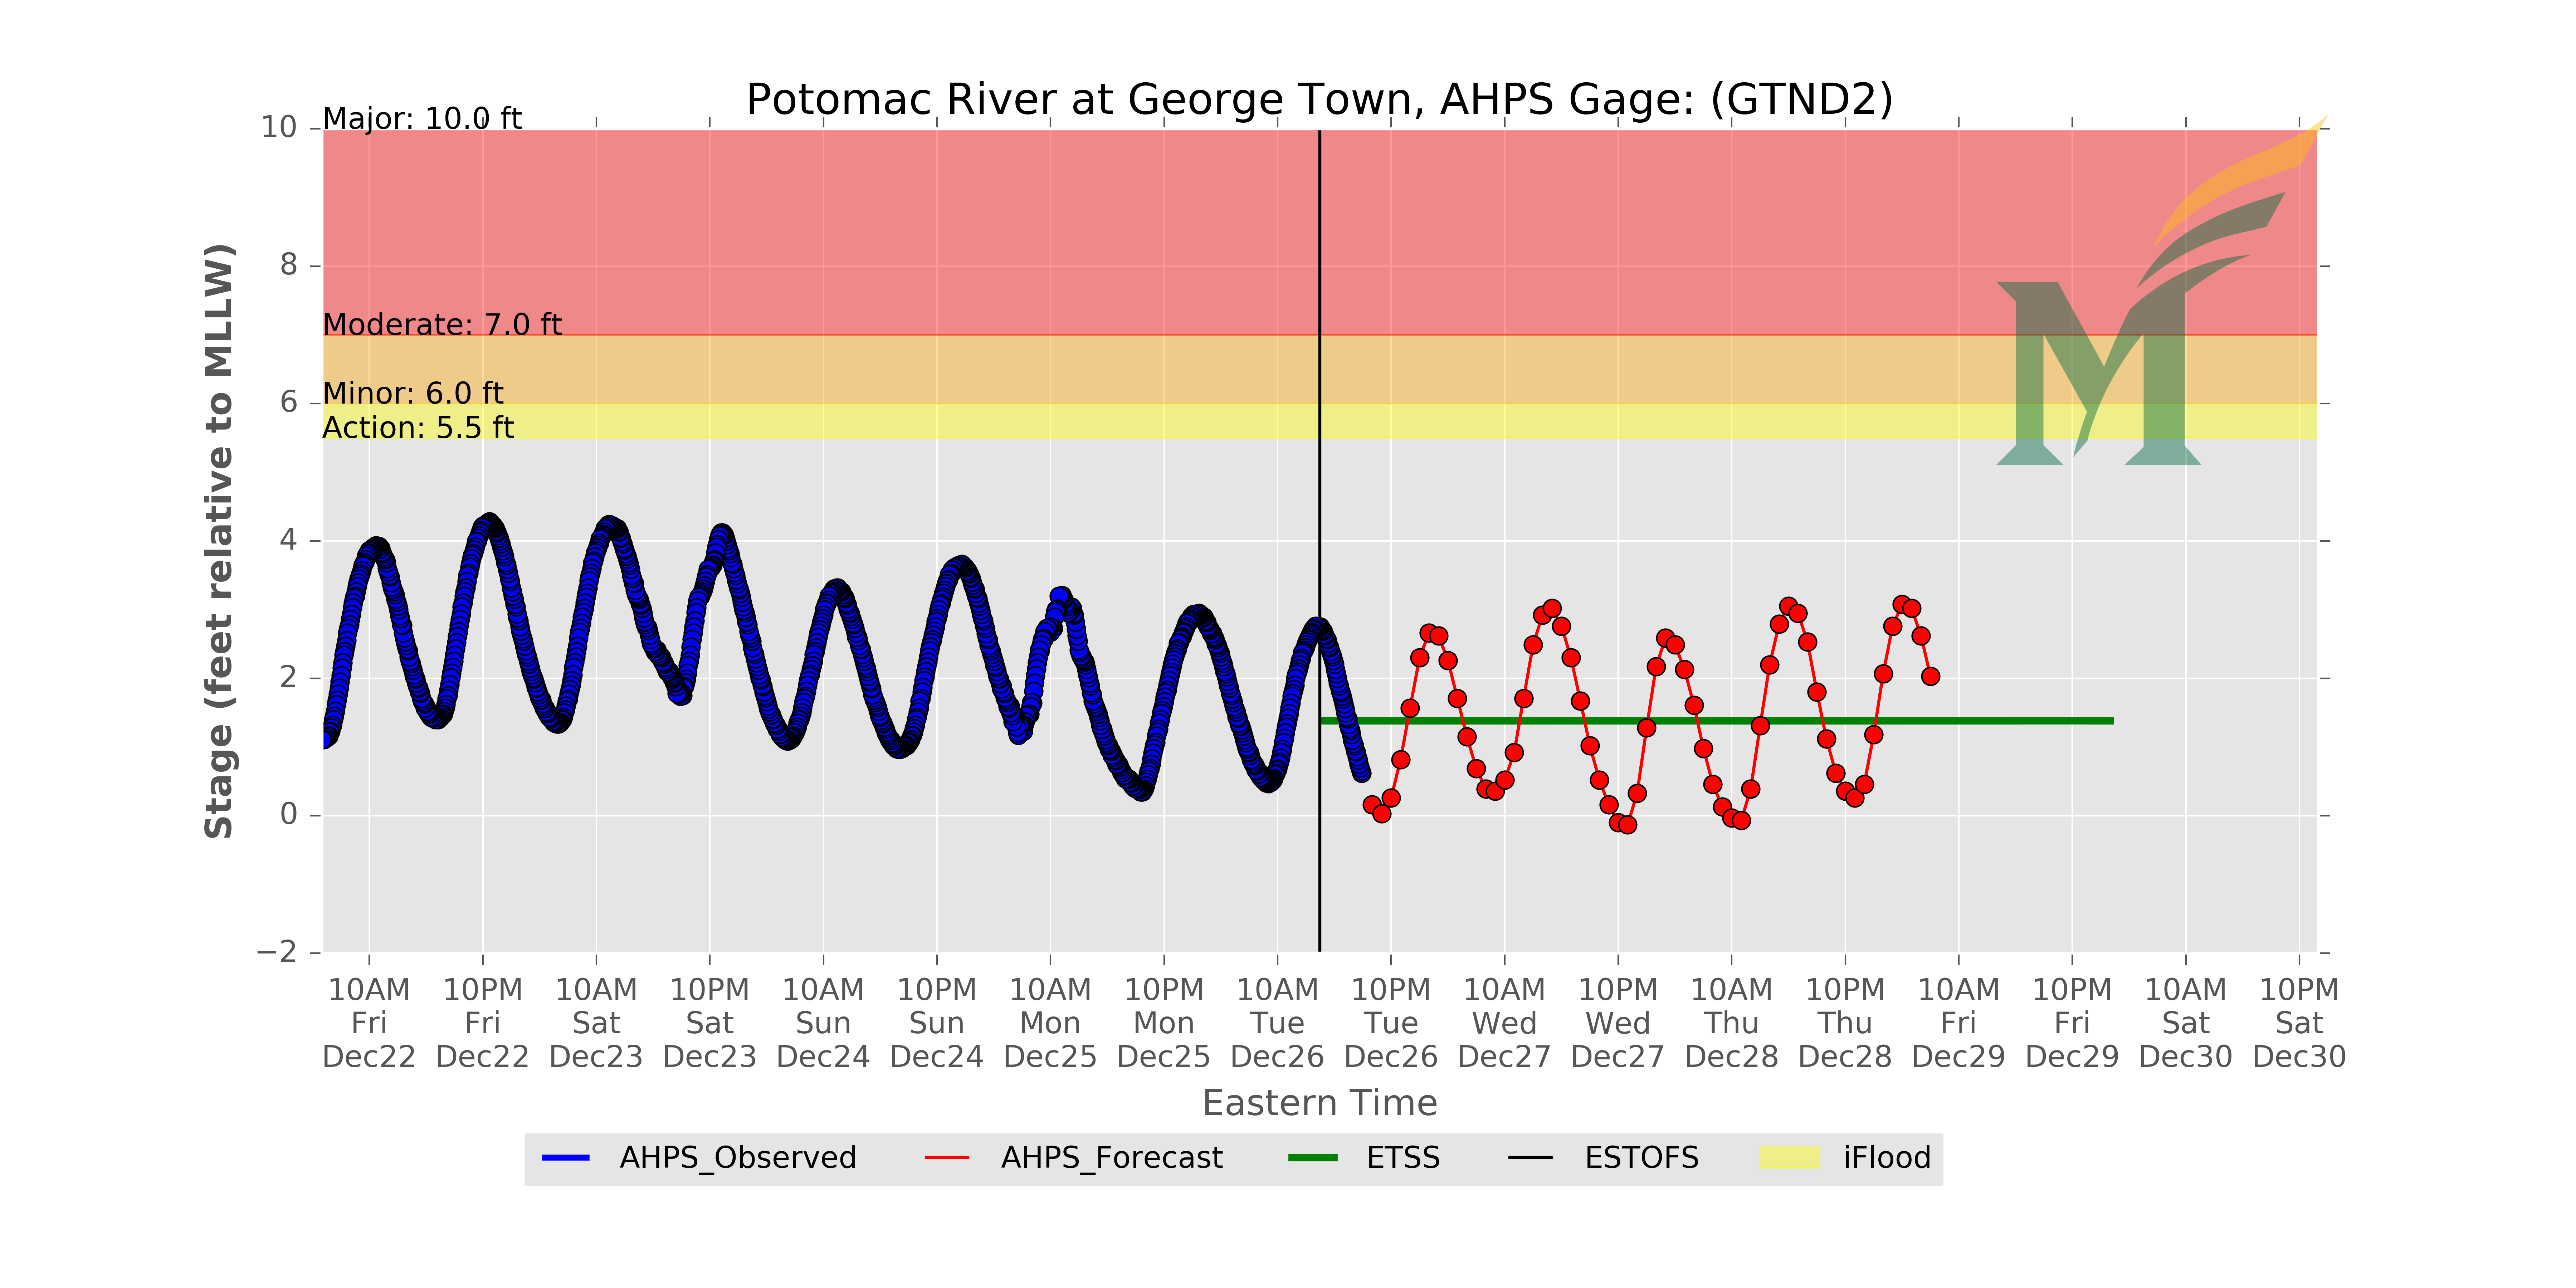 Potomac River at George Town, AHPS Gage: (GTND2)
Major: 10.0 ft
Moderate: 7.0 ft
Minor: 6.0 ft
Action: 5.5 ft
10
8
6
4
2
0
−2
Stage (feet relative to MLLW)
10AM 10PM 10AM 10PM 10AM 10PM 10AM 10PM 10AM 10PM 10AM 10PM 10AM 10PM 10AM 10PM 10AM 10PM
Fri Fri Sat Sat Sun Sun Mon Mon Tue Tue Wed Wed Thu Thu Fri Fri Sat Sat
Dec22 Dec22 Dec23 Dec23 Dec24 Dec24 Dec25 Dec25 Dec26 Dec26 Dec27 Dec27 Dec28 Dec28 Dec29 Dec29 Dec30 Dec30
Eastern Time
AHPS_Observed AHPS_Forecast ETSS ESTOFS iFlood